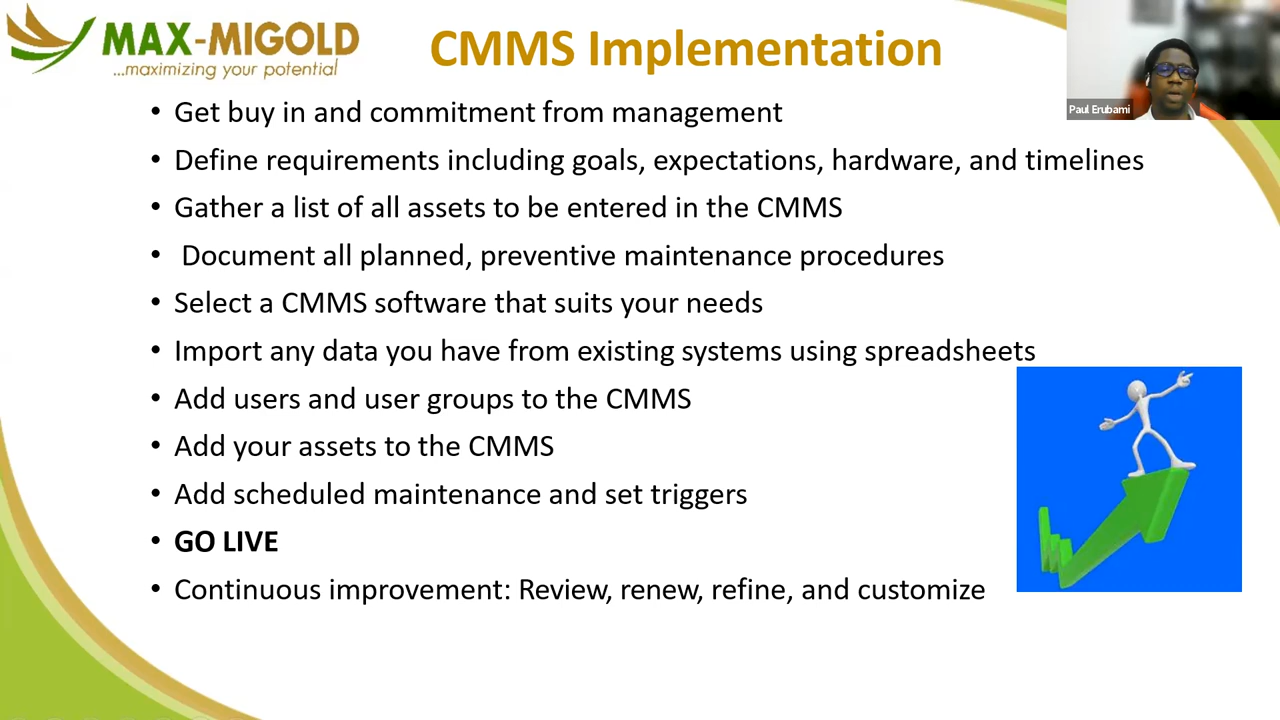 MAX-MIGOLD
...maximizing your potential
CMMS Implementation
Paul Erubami
• Get buy in and commitment from management
• Define requirements including goals, expectations, hardware, and timelines
• Gather a list of all assets to be entered in the CMMS
• Document all planned, preventive maintenance procedures
• Select a CMMS software that suits your needs
• Import any data you have from existing systems using spreadsheets
• Add users and user groups to the CMMS
• Add your assets to the CMMS
• Add scheduled maintenance and set triggers
• GO LIVE
• Continuous improvement: Review, renew, refine, and customize